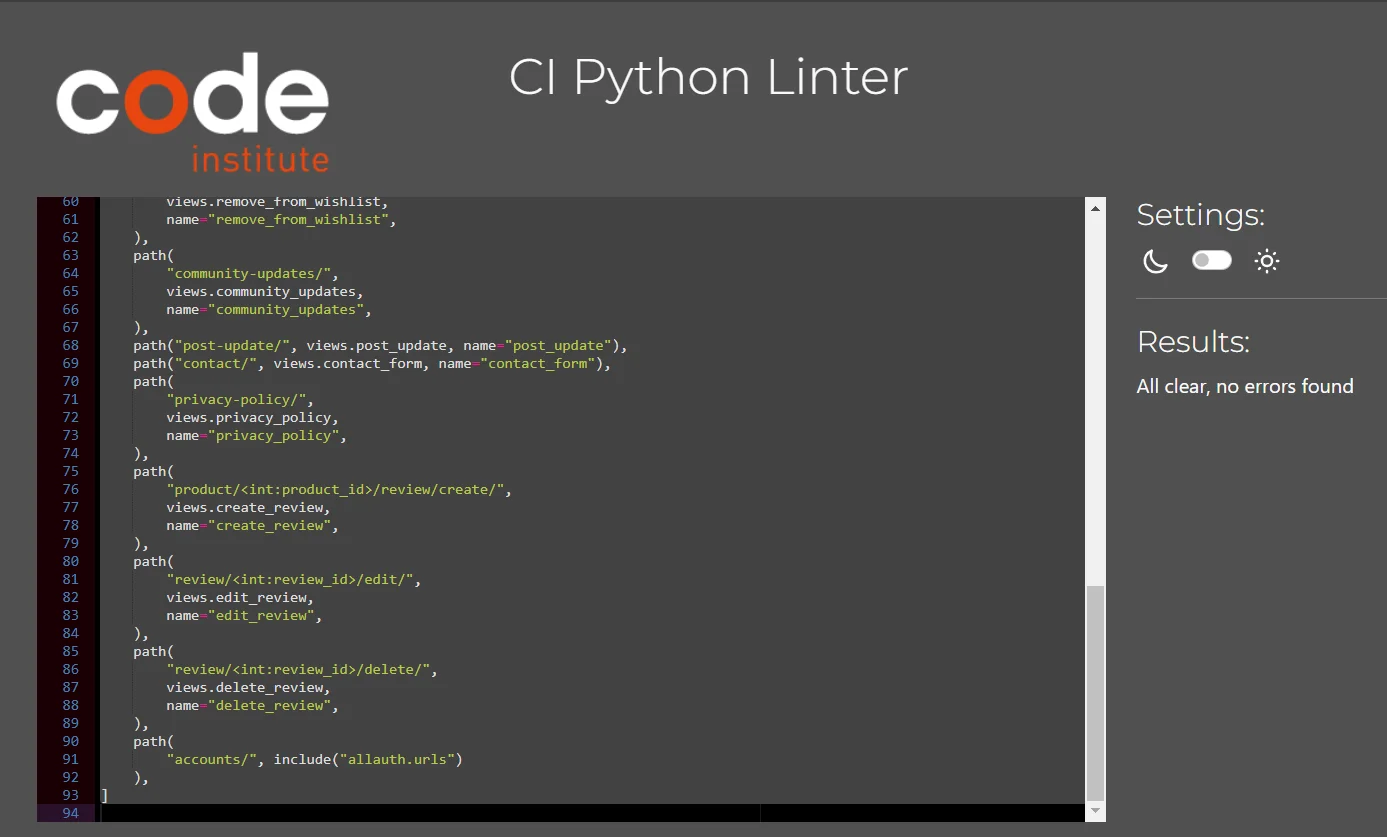 code
institute
CI Python Linter
60 views.remove_from_wishlist,
61 name="remove_from_wishlist",
62 ),
63 path(
64 "community-updates/",
65 views.community_updates,
66 name="community_updates",
67 ),
68 path("post-update/", views.post_update, name="post_update"),
69 path("contact/", views.contact_form, name="contact_form"),
70 path(
71 "privacy-policy/",
72 views.privacy_policy,
73 name="privacy_policy",
74 ),
75 path(
76 "product/<int:product_id>/review/create/",
77 views.create_review,
78 name="create_review",
79 ),
80 path(
81 "review/<int:review_id>/edit/",
82 views.edit_review,
83 name="edit_review",
84 ),
85 path(
86 "review/<int:review_id>/delete/",
87 views.delete_review,
88 name="delete_review",
89 ),
90 path(
91 "accounts/", include("allauth.urls")
92 ),
93 ]
94
Settings:
Results:
All clear, no errors found